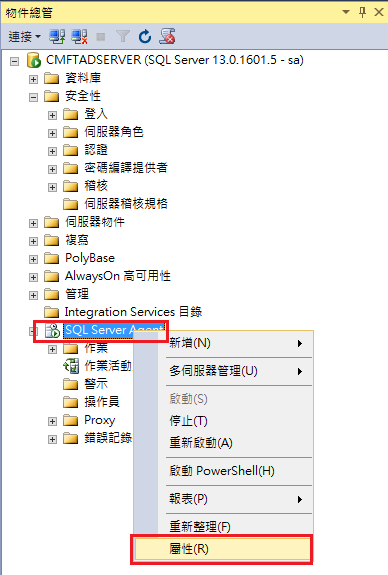 物件總管
連接
CMFTADSERVER (SQL Server 13.0.1601.5 - sa)
資料庫
安全性
登入
伺服器角色
認證
密碼編譯提供者
稽核
伺服器稽核規格
伺服器物件
複寫
PolyBase
AlwaysOn 高可用性
管理
Integration Services 目錄
SQL Server Agent
作業
作業活動
警示
操作員
Proxy
錯誤記錄
新增(N)
多伺服器管理(U)
啟動(S)
停止(T)
重新啟動(A)
啟動 PowerShell(H)
報表(P)
重新整理(F)
屬性(R)